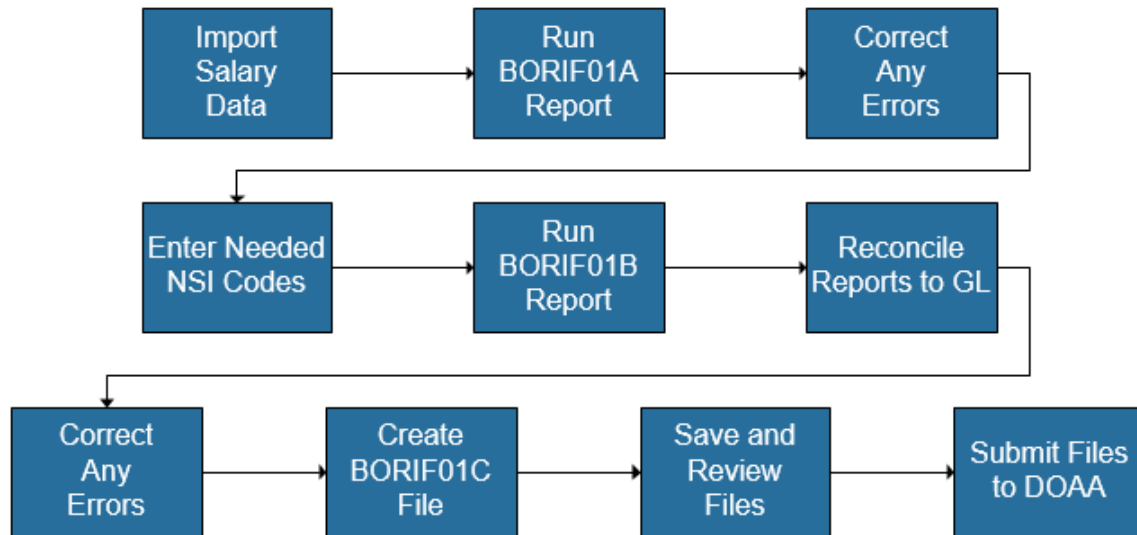 Import
Salary
Data
Run
BORIF01A
Report
Correct
Any
Errors
Enter Needed
NSI Codes
Run
BORIF01B
Report
Reconcile
Reports to GL
Correct
Any
Errors
Create
BORIF01C
File
Save and
Review
Files
Submit Files
to DOAA